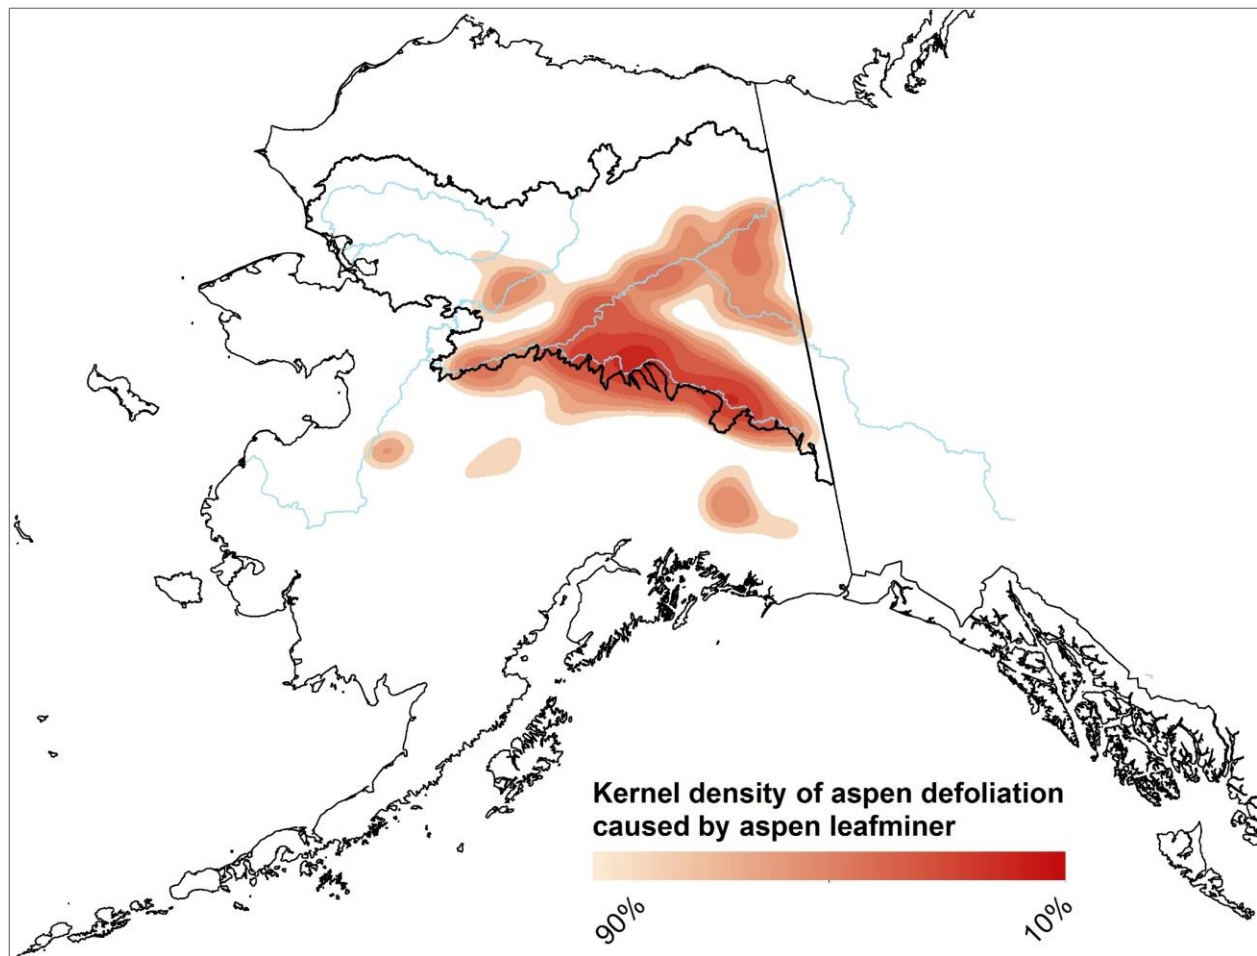 Kernel density of aspen defoliation
caused by aspen leafminer
90%
10%